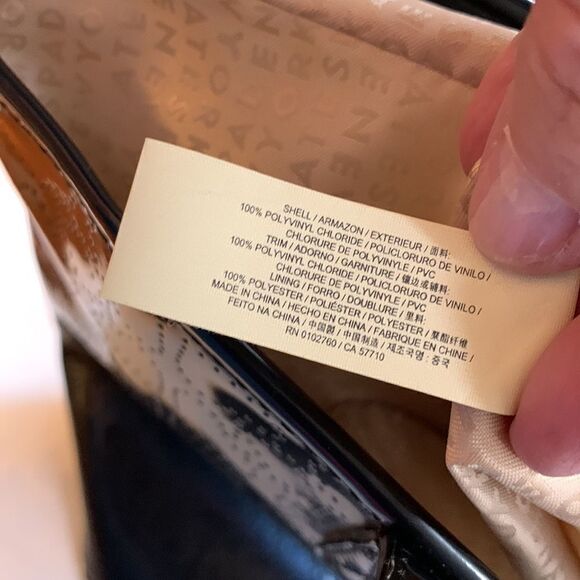 SHELL / ARMAZON / EXTERIEUR / 面料:
100% POLYVINYL CHLORIDE / POLICLORURO DE VINILO /
CHLORURE DE POLYVINYLE / PVC
TRIM / ADORNO / GARNITURE / 镶边或辅料:
100% POLYVINYL CHLORIDE / POLICLORURO DE VINILO /
CHLORURE DE POLYVINYLE / PVC
LINING / FORRO / DOUBLURE / 里料:
100% POLYESTER / POLIESTER / POLYESTER / 聚酯纤维
MADE IN CHINA / HECHO EN CHINA / FABRIQUE EN CHINE /
FEITO NA CHINA / 中国製 / 中国制造 / 제조국명 : 중국
RN 0102760 / CA 57710